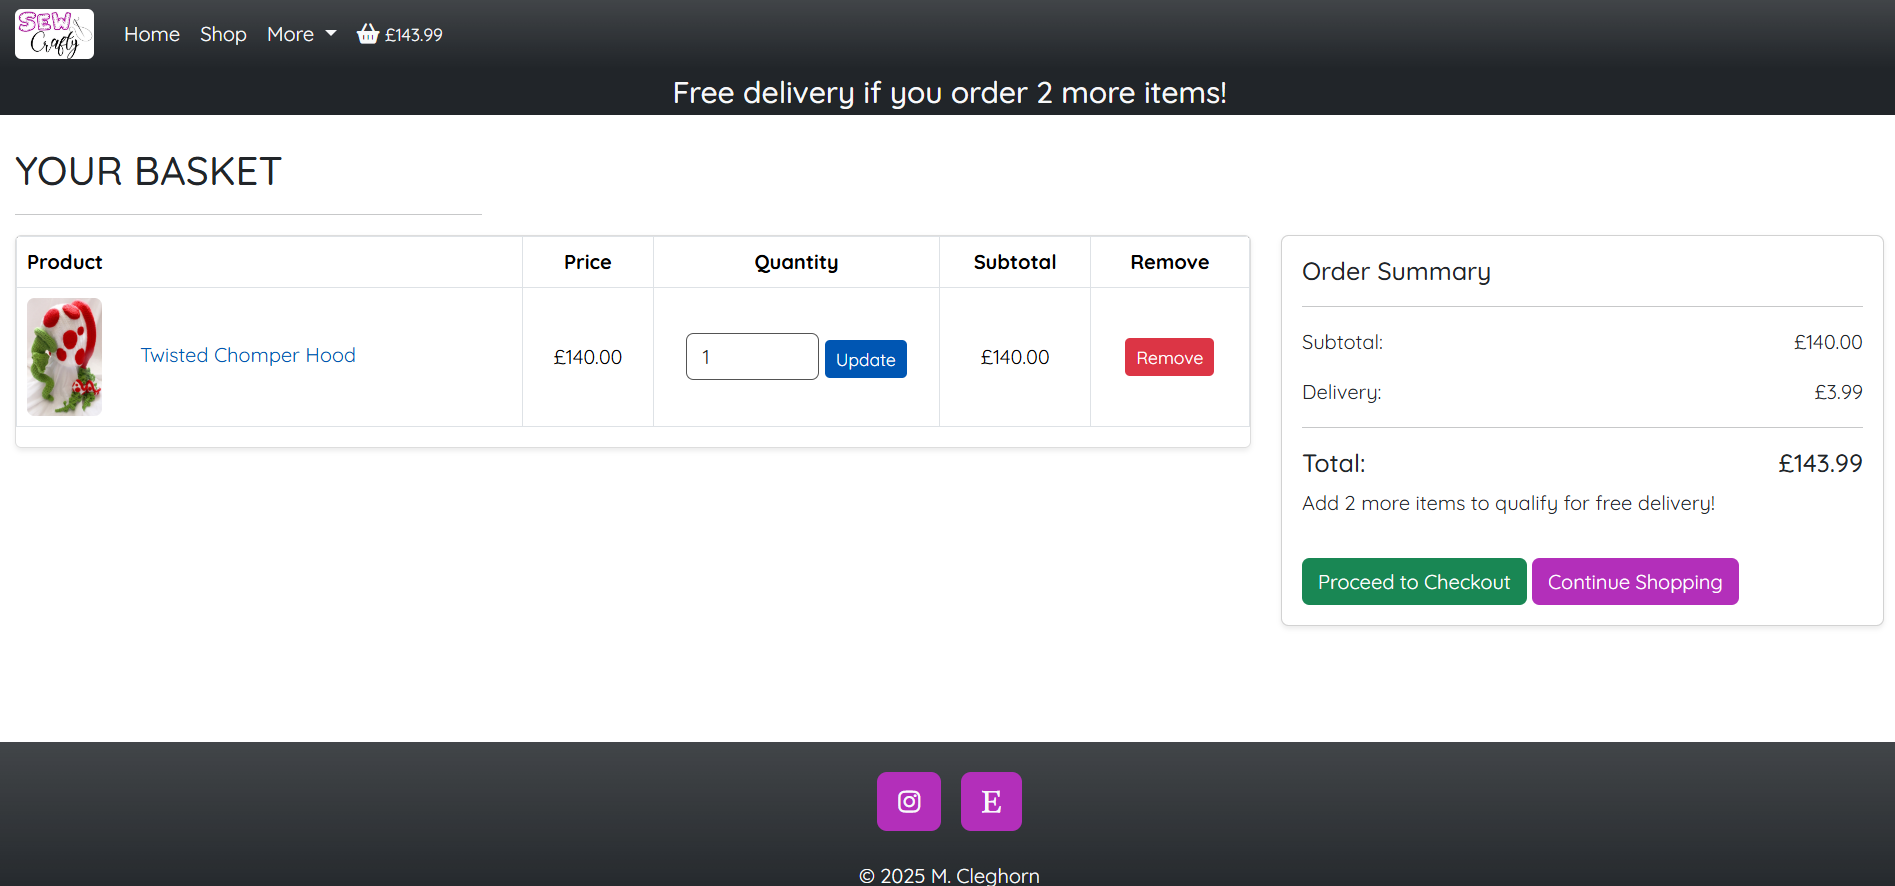 SEW
Crafty
Home Shop More £143.99
Free delivery if you order 2 more items!
YOUR BASKET
Product Price Quantity Subtotal Remove
Twisted Chomper Hood £140.00 1 Update £140.00 Remove
Order Summary
Subtotal: £140.00
Delivery: £3.99
Total: £143.99
Add 2 more items to qualify for free delivery!
Proceed to Checkout Continue Shopping
E
© 2025 M. Cleghorn